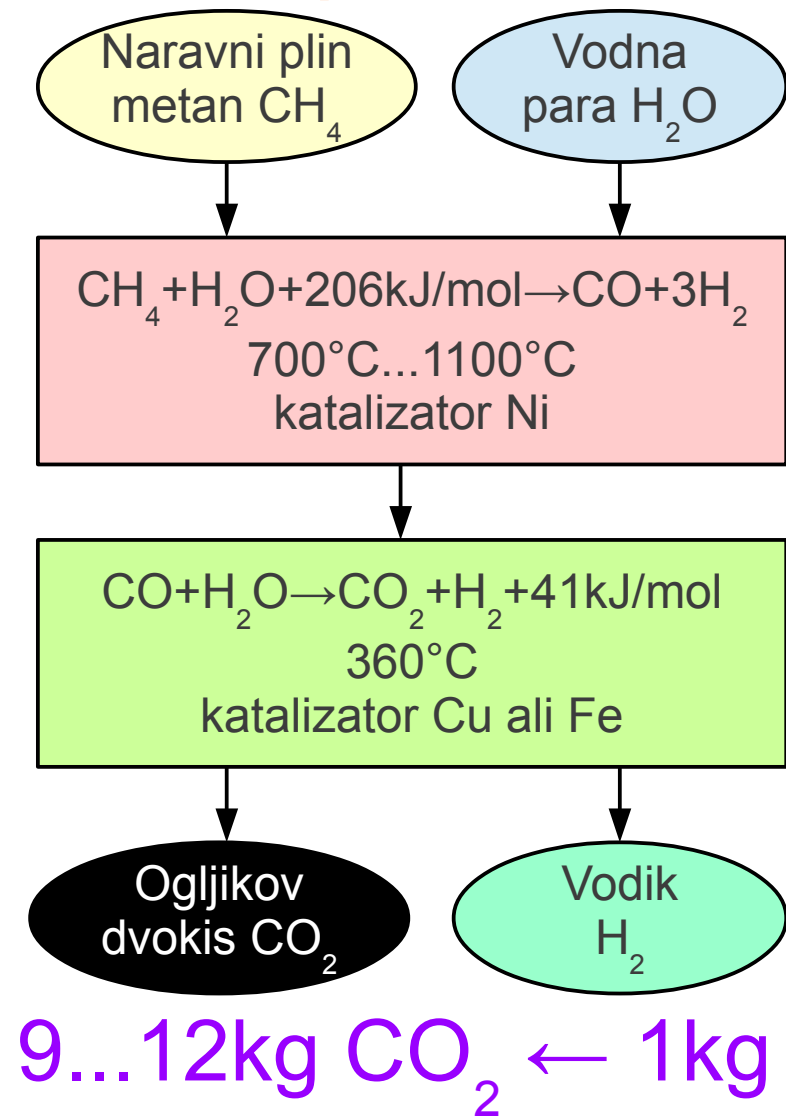 Naravni plin
metan CH₄
Vodna
para H₂O
CH₄+H₂O+206kJ/mol→CO+3H₂
700°C...1100°C
katalizator Ni
CO+H₂O→CO₂+H₂+41kJ/mol
360°C
katalizator Cu ali Fe
Ogljikov
dvokis CO₂
Vodik
H₂
9...12kg CO₂ ← 1kg